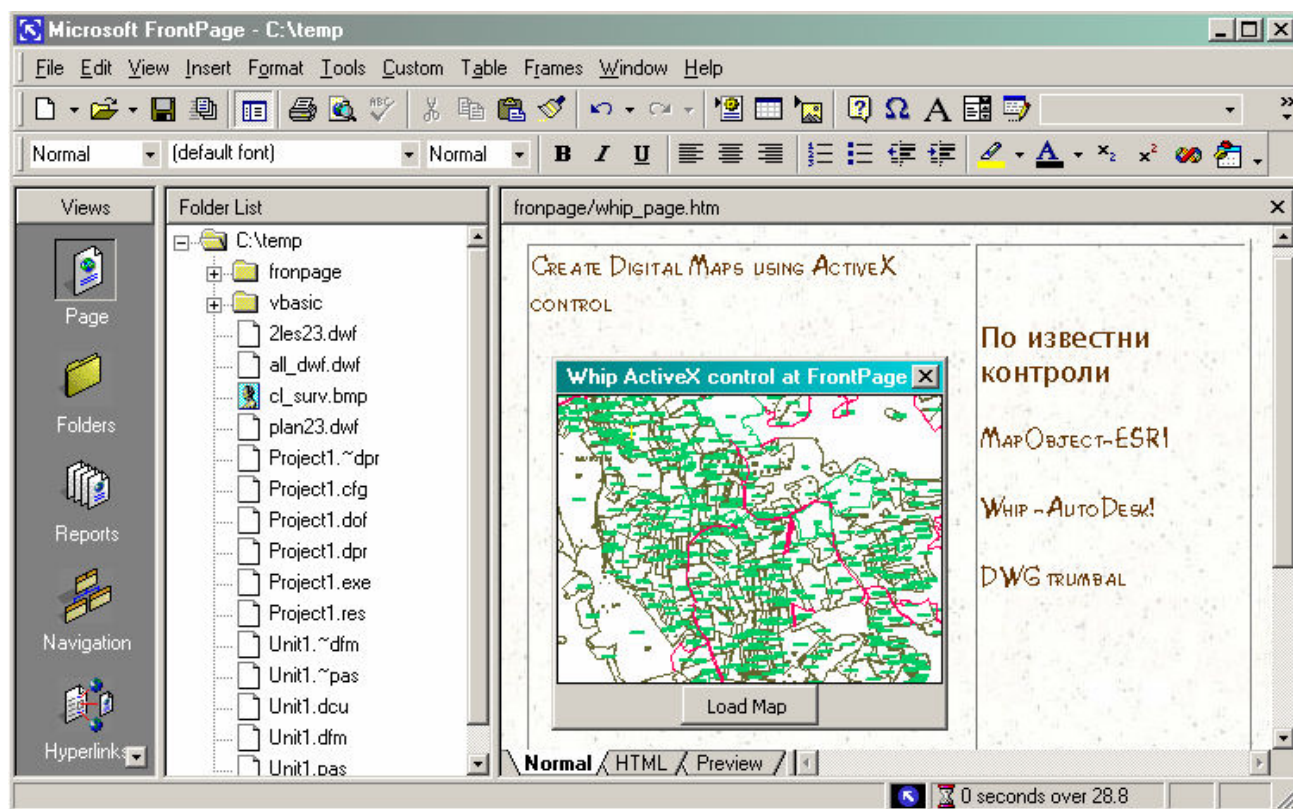 Microsoft FrontPage - C:\temp
File Edit View Insert Format Tools Custom Table Frames Window Help
Normal (default font) Normal B I U
Views
Page
Folders
Reports
Navigation
Hyperlinks
Folder List
C:\temp
fronpage
vbasic
2les23.dwf
all_dwf.dwf
cl_surv.bmp
plan23.dwf
Project1.~dpr
Project1.cfg
Project1.dof
Project1.dpr
Project1.exe
Project1.res
Unit1.~dfm
Unit1.~pas
Unit1.dcu
Unit1.dfm
Unit1.pas
fronpage/whip_page.htm
Create Digital Maps using ActiveX
control
Whip ActiveX control at FrontPage
Load Map
По известни
контроли
MapObject-ESRI
Whip -AutoDesk!
DWG trumbal
Normal HTML Preview
0 seconds over 28.8